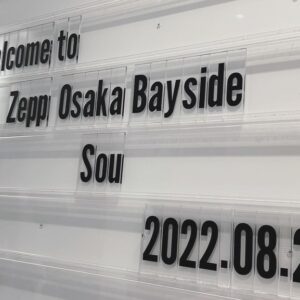 elcome to
Zepp Osaka Bayside
Sou
2022.08.2